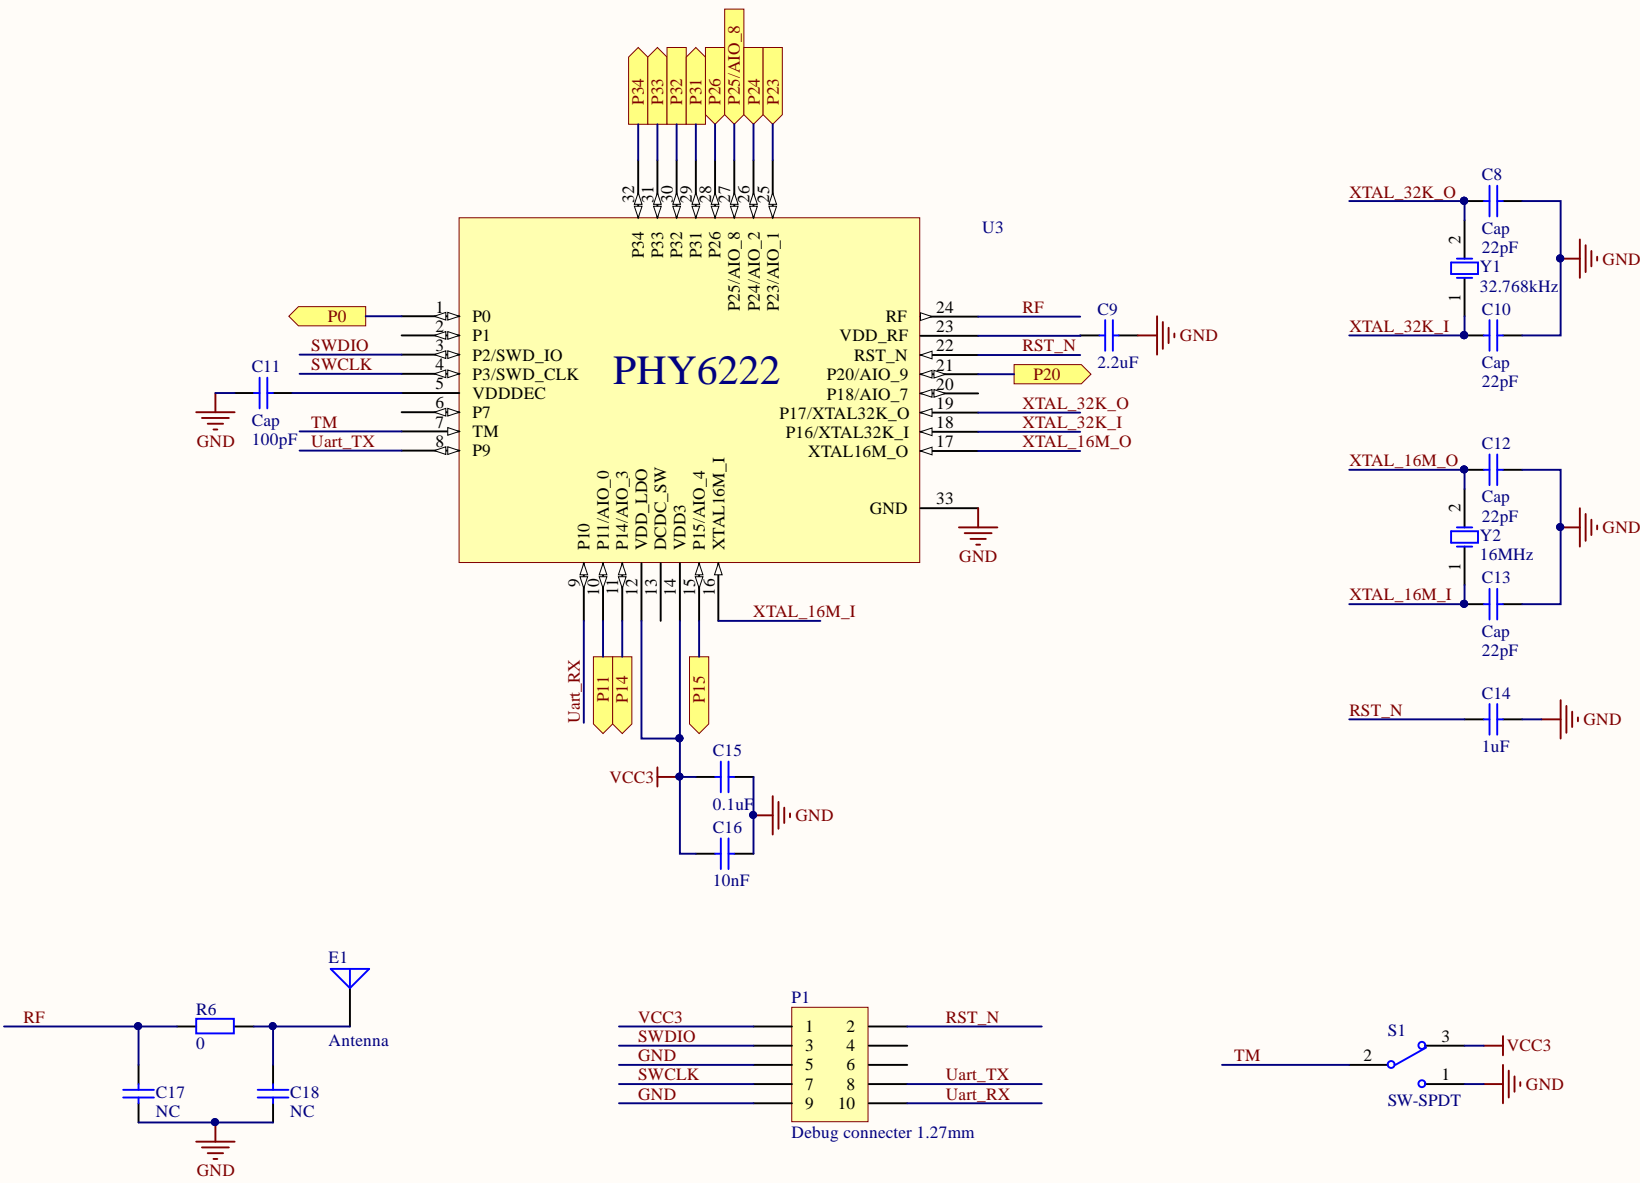 P34
P33
P32
P31
P26
P25/AIO_8
P24
P23
32
31
30
29
28
27
26
25
P34
P33
P32
P31
P26
P25/AIO_8
P24/AIO_2
P23/AIO_1
U3
PHY6222
P0
1
P0
2
P1
SWDIO
3
P2/SWD_IO
SWCLK
4
P3/SWD_CLK
C11
Cap
100pF
GND
5
VDDDEC
6
P7
TM
7
TM
Uart_TX
8
P9
RF
24
RF
VDD_RF
23
C9
2.2uF
GND
RST_N
22
RST_N
P20/AIO_9
21
P20
P18/AIO_7
20
P17/XTAL32K_O
19
XTAL_32K_O
P16/XTAL32K_I
18
XTAL_32K_I
XTAL16M_O
17
XTAL_16M_O
GND
33
GND
P10
P11/AIO_0
P14/AIO_3
VDD_LDO
DCDC_SW
VDD3
P15/AIO_4
XTAL16M_I
9
10
11
12
13
14
15
16
XTAL_16M_I
Uart_RX
P11
P14
P15
VCC3
C15
0.1uF
C16
10nF
GND
XTAL_32K_O
C8
Cap
22pF
2
Y1
32.768kHz
1
GND
XTAL_32K_I
C10
Cap
22pF
XTAL_16M_O
C12
Cap
22pF
2
Y2
16MHz
1
GND
XTAL_16M_I
C13
Cap
22pF
RST_N
C14
1uF
GND
RF
R6
0
E1
Antenna
C17
NC
C18
NC
GND
P1
VCC3
1
2
RST_N
SWDIO
3
4
GND
5
6
SWCLK
7
8
Uart_TX
GND
9
10
Uart_RX
Debug connecter 1.27mm
TM
2
S1
3
VCC3
1
GND
SW-SPDT